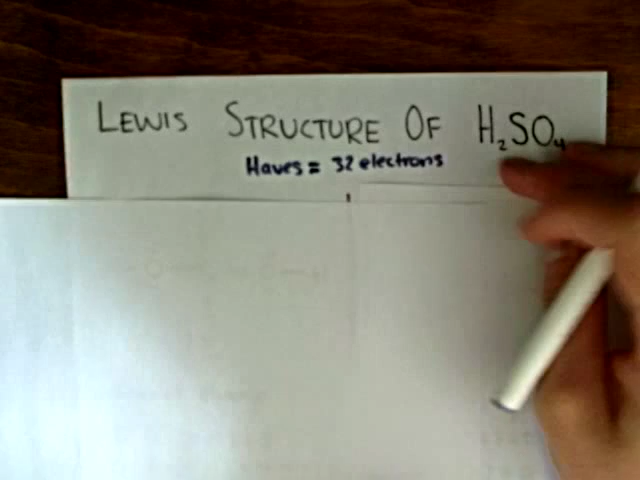 LEWIS STRUCTURE OF H₂SO₄
Haves = 32 electrons